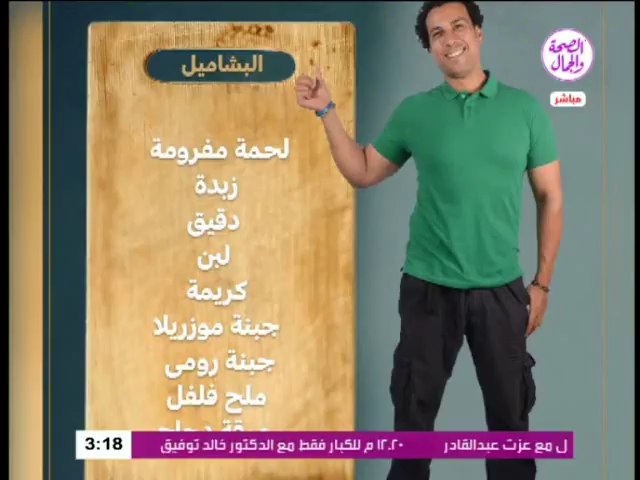 البشاميل
الصحة
والجمال
مباشر
لحمة مفرومة
زبدة
دقيق
لبن
كريمة
جبنة موزريلا
جبنة رومى
ملح فلفل
3:18
١٢.٢٠ م للكبار فقط مع الدكتور خالد توفيق
ل مع عزت عبدالقادر